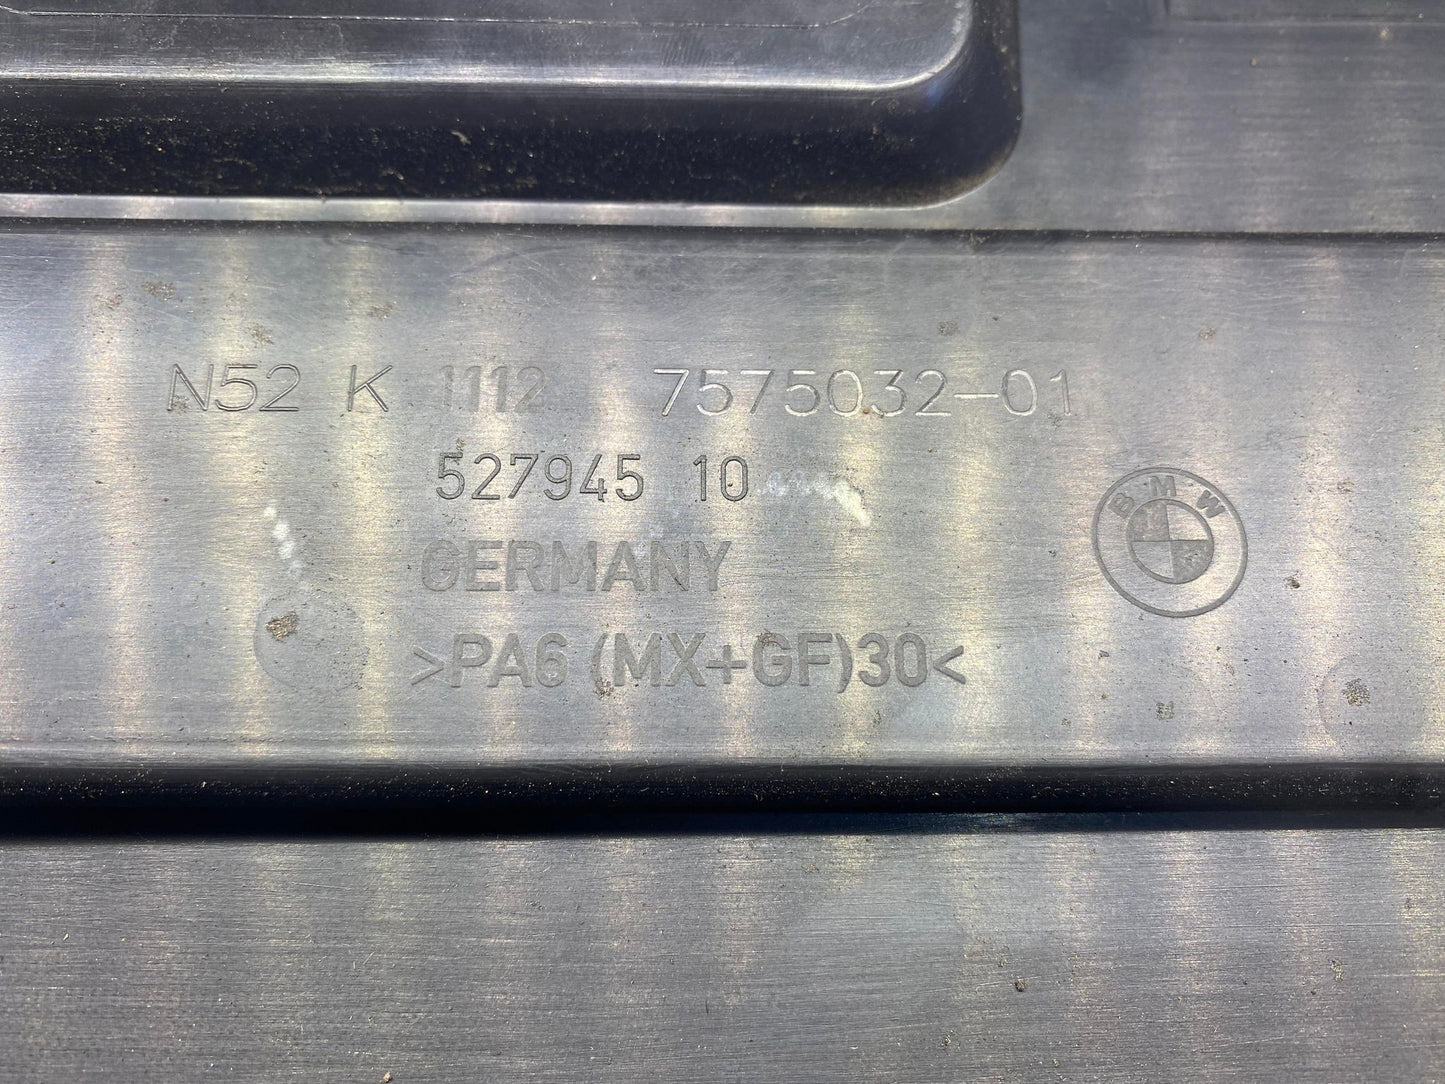 N52 K 1112 7575032-01
527945 10
BMW
GERMANY
>PA6 (MX+GF)30<